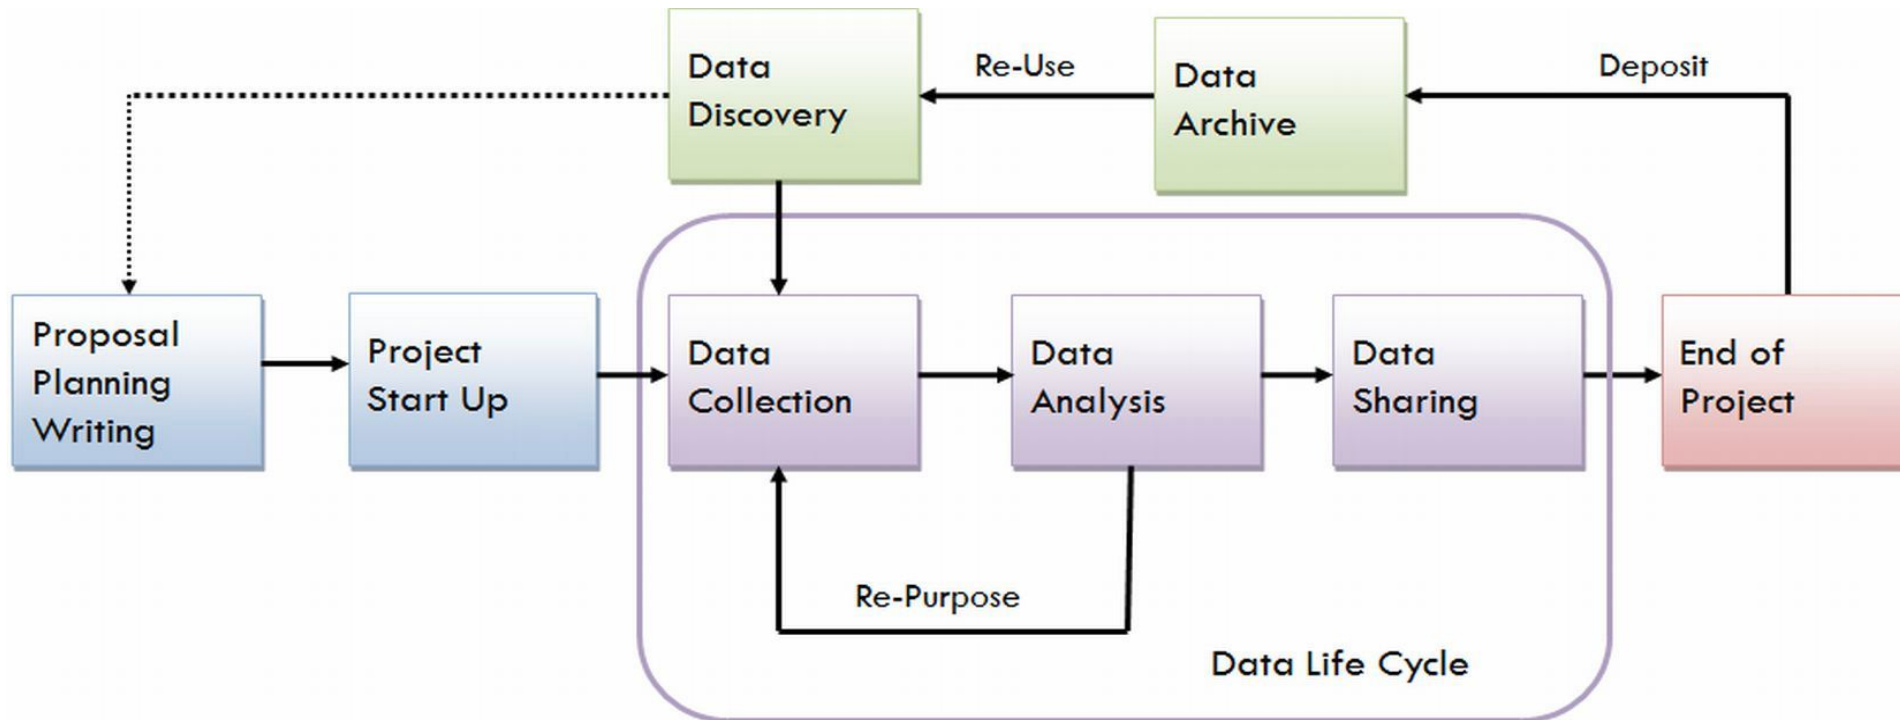 Data
Discovery
Re-Use
Data
Archive
Deposit
Proposal
Planning
Writing
Project
Start Up
Data
Collection
Data
Analysis
Data
Sharing
End of
Project
Re-Purpose
Data Life Cycle